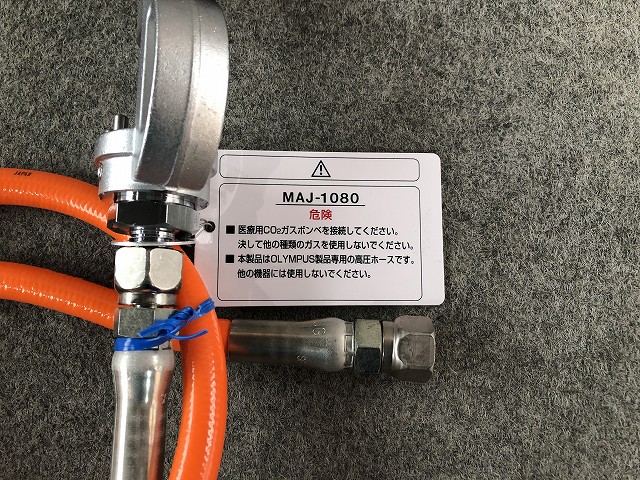 JAPAN
MAJ-1080
危険
■ 医療用CO₂ガスボンベを接続してください。
決して他の種類のガスを使用しないでください。
■ 本製品はOLYMPUS製品専用の高圧ホースです。
他の機器には使用しないでください。